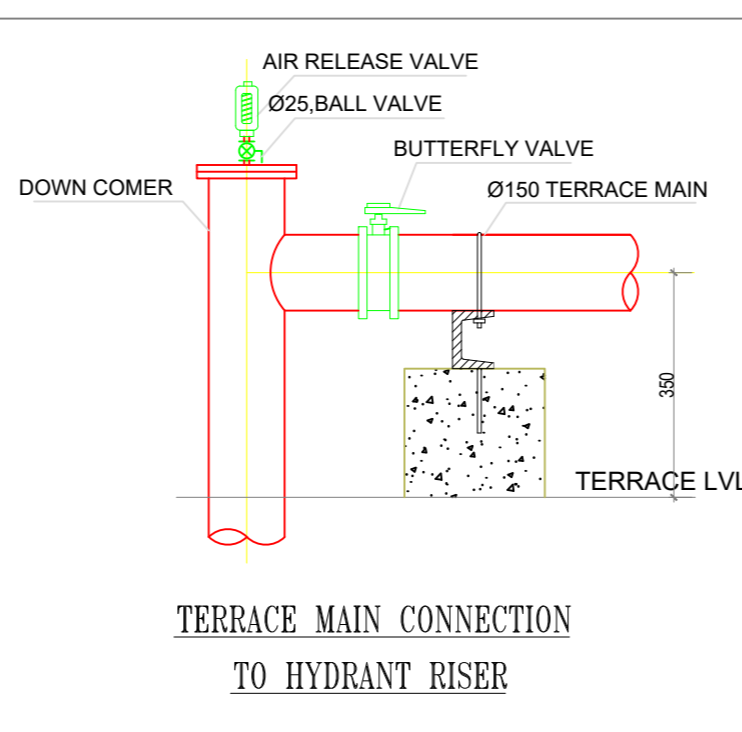 AIR RELEASE VALVE
Ø25,BALL VALVE
BUTTERFLY VALVE
DOWN COMER
Ø150 TERRACE MAIN
350
TERRACE LVL
TERRACE MAIN CONNECTION
TO HYDRANT RISER